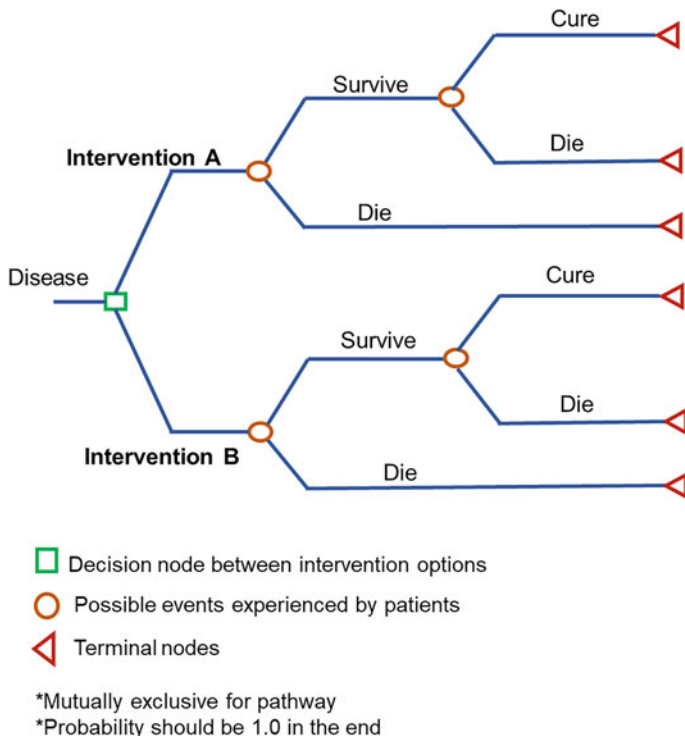 Cure
Survive
Die
Intervention A
Die
Disease
Cure
Survive
Die
Intervention B
Die
Decision node between intervention options
Possible events experienced by patients
Terminal nodes
*Mutually exclusive for pathway
*Probability should be 1.0 in the end